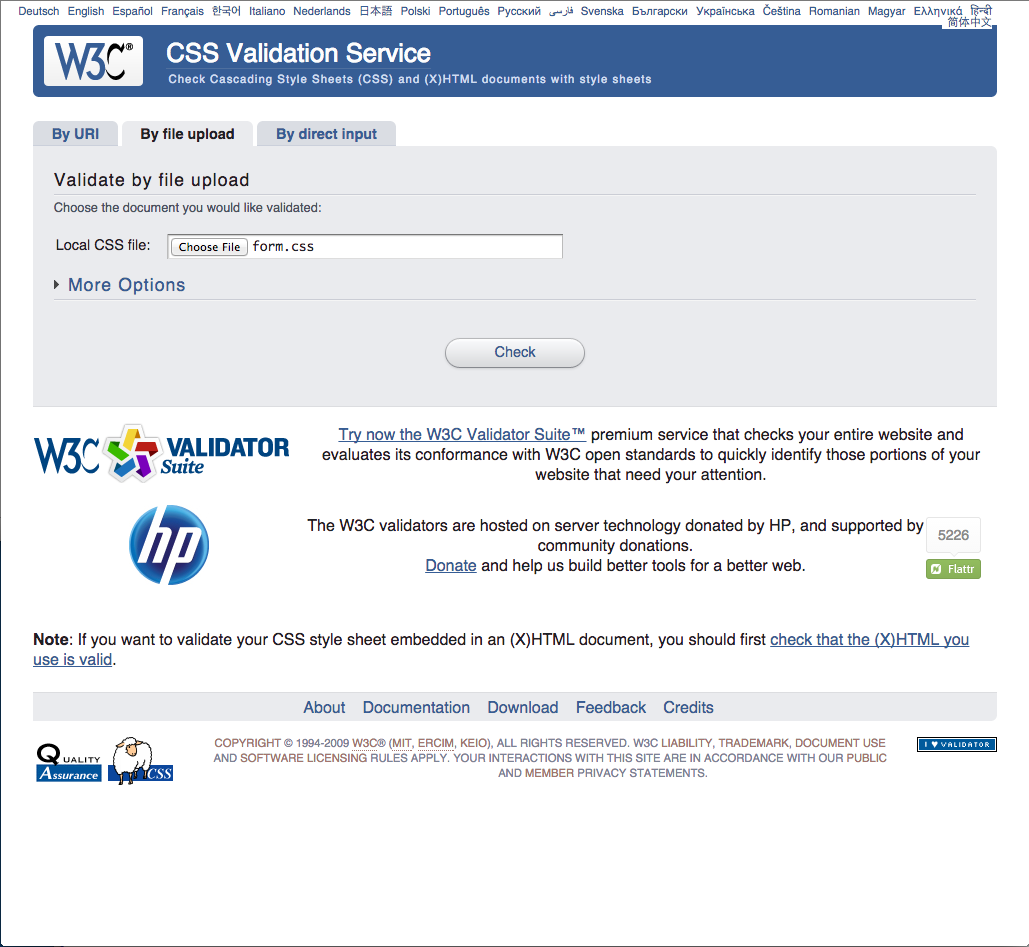 Deutsch English Español Français 한국어 Italiano Nederlands 日本語 Polski Português Русский فارسی Svenska Български Українська Čeština Romanian Magyar Ελληνικά हिन्दी
简体中文
W3C®
CSS Validation Service
Check Cascading Style Sheets (CSS) and (X)HTML documents with style sheets
By URI By file upload By direct input
Validate by file upload
Choose the document you would like validated:
Local CSS file: Choose File form.css
More Options
Check
W3C VALIDATOR
Suite
Try now the W3C Validator Suite™ premium service that checks your entire website and
evaluates its conformance with W3C open standards to quickly identify those portions of your
website that need your attention.
hp
The W3C validators are hosted on server technology donated by HP, and supported by
community donations.
Donate and help us build better tools for a better web.
5226
Flattr
Note: If you want to validate your CSS style sheet embedded in an (X)HTML document, you should first check that the (X)HTML you
use is valid.
About Documentation Download Feedback Credits
QUALITY
Assurance
CSS
COPYRIGHT © 1994-2009 W3C® (MIT, ERCIM, KEIO), ALL RIGHTS RESERVED. W3C LIABILITY, TRADEMARK, DOCUMENT USE
AND SOFTWARE LICENSING RULES APPLY. YOUR INTERACTIONS WITH THIS SITE ARE IN ACCORDANCE WITH OUR PUBLIC
AND MEMBER PRIVACY STATEMENTS.
I ♥ VALIDATOR